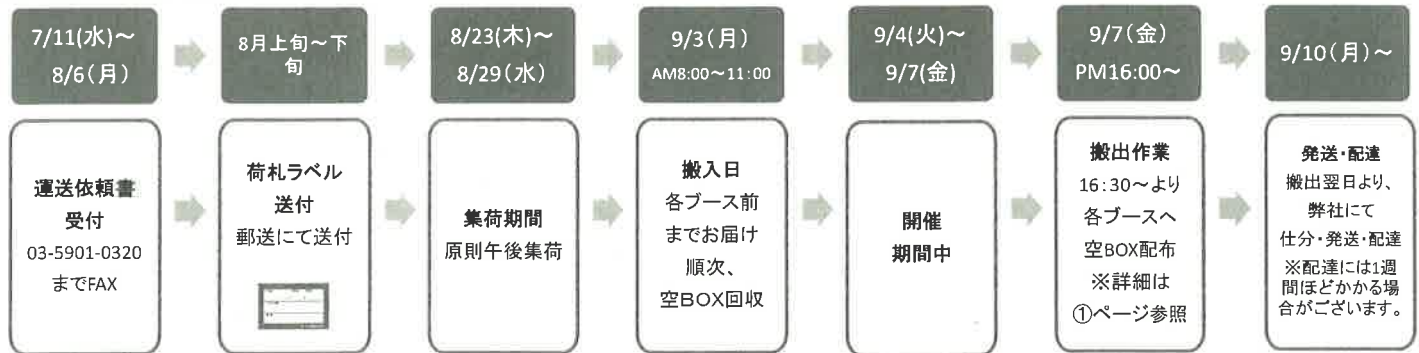 7/11(水)～
8/6(月)
8月上旬～下
旬
8/23(木)～
8/29(水)
9/3(月)
AM8:00～11:00
9/4(火)～
9/7(金)
9/7(金)
PM16:00～
9/10(月)～
運送依頼書
受付
03-5901-0320
までFAX
荷札ラベル
送付
郵送にて送付
集荷期間
原則午後集荷
搬入日
各ブース前
までお届け
順次、
空BOX回収
開催
期間中
搬出作業
16:30～より
各ブースへ
空BOX配布
※詳細は
①ページ参照
発送・配達
搬出翌日より、
弊社にて
仕分・発送・配達
※配達には1週
間ほどかかる場
合がございます。